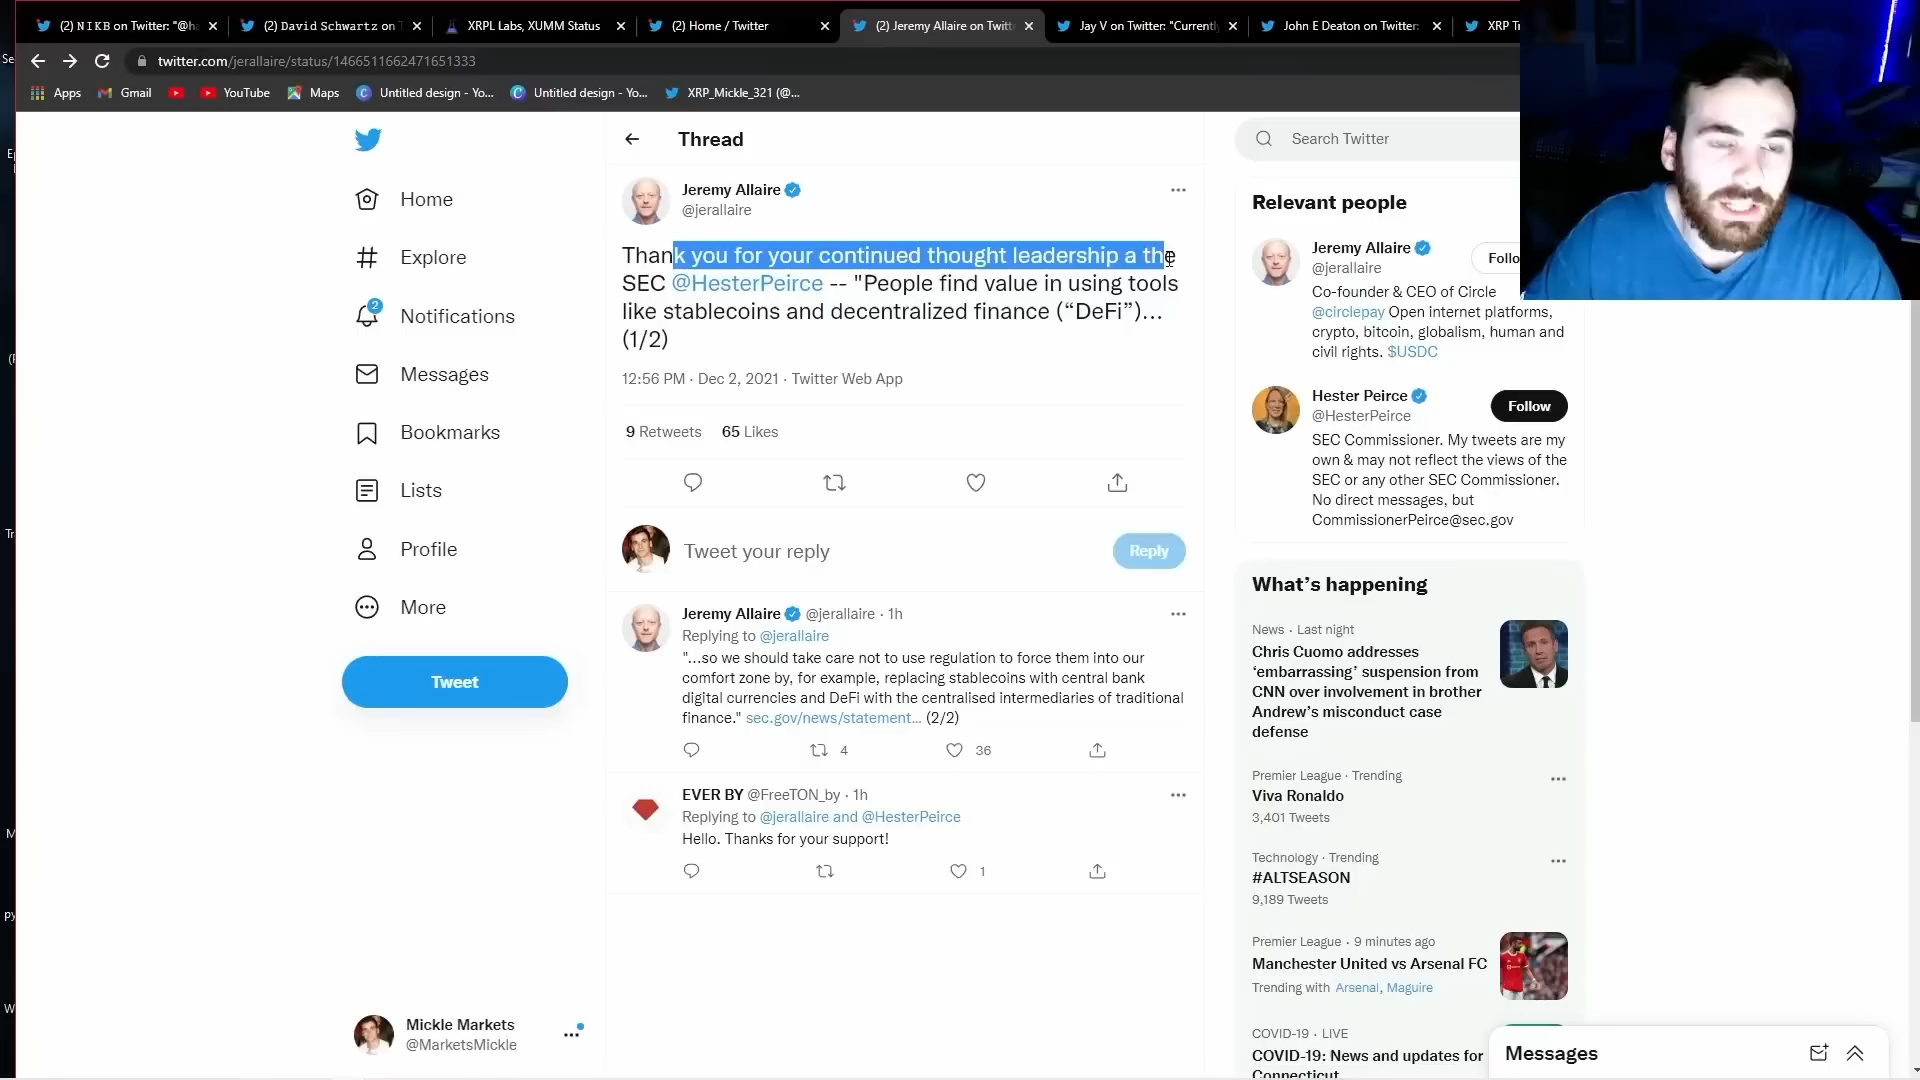 (2) NIKB on Twitter: "@ha
(2) David Schwartz on T
XRPL Labs, XUMM Status
(2) Home / Twitter
(2) Jeremy Allaire on Twitt
Jay V on Twitter: "Currently
John E Deaton on Twitter:
XRP Tr
twitter.com/jerallaire/status/1466511662471651333
Apps
Gmail
YouTube
Maps
Untitled design - Yo...
Untitled design - Yo...
XRP_Mickle_321 (@...
Home
Explore
2
Notifications
Messages
Bookmarks
Lists
Profile
More
Tweet
Mickle Markets
@MarketsMickle
Thread
Jeremy Allaire
@jerallaire
Thank you for your continued thought leadership a the
SEC @HesterPeirce -- "People find value in using tools
like stablecoins and decentralized finance (“DeFi”)...
(1/2)
12:56 PM · Dec 2, 2021 · Twitter Web App
9 Retweets 65 Likes
Tweet your reply
Reply
Jeremy Allaire @jerallaire · 1h
Replying to @jerallaire
"...so we should take care not to use regulation to force them into our
comfort zone by, for example, replacing stablecoins with central bank
digital currencies and DeFi with the centralised intermediaries of traditional
finance." sec.gov/news/statement... (2/2)
4
36
EVER BY @FreeTON_by · 1h
Replying to @jerallaire and @HesterPeirce
Hello. Thanks for your support!
1
Search Twitter
Relevant people
Jeremy Allaire
@jerallaire
Follo
Co-founder & CEO of Circle
@circlepay Open internet platforms,
crypto, bitcoin, globalism, human and
civil rights. $USDC
Hester Peirce
@HesterPeirce
Follow
SEC Commissioner. My tweets are my
own & may not reflect the views of the
SEC or any other SEC Commissioner.
No direct messages, but
CommissionerPeirce@sec.gov
What’s happening
News · Last night
Chris Cuomo addresses
‘embarrassing’ suspension from
CNN over involvement in brother
Andrew’s misconduct case
defense
Premier League · Trending
Viva Ronaldo
3,401 Tweets
Technology · Trending
#ALTSEASON
9,189 Tweets
Premier League · 9 minutes ago
Manchester United vs Arsenal FC
Trending with Arsenal, Maguire
COVID-19 · LIVE
COVID-19: News and updates for
Connecticut
Messages